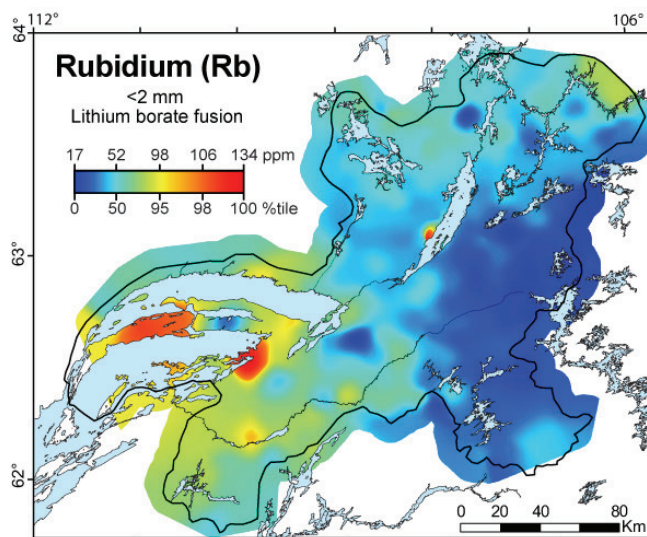 112°
106°
64°
Rubidium (Rb)
<2 mm
Lithium borate fusion
17 52 98 106 134 ppm
0 50 95 98 100 %tile
63°
62°
0 20 40 60 80
Km